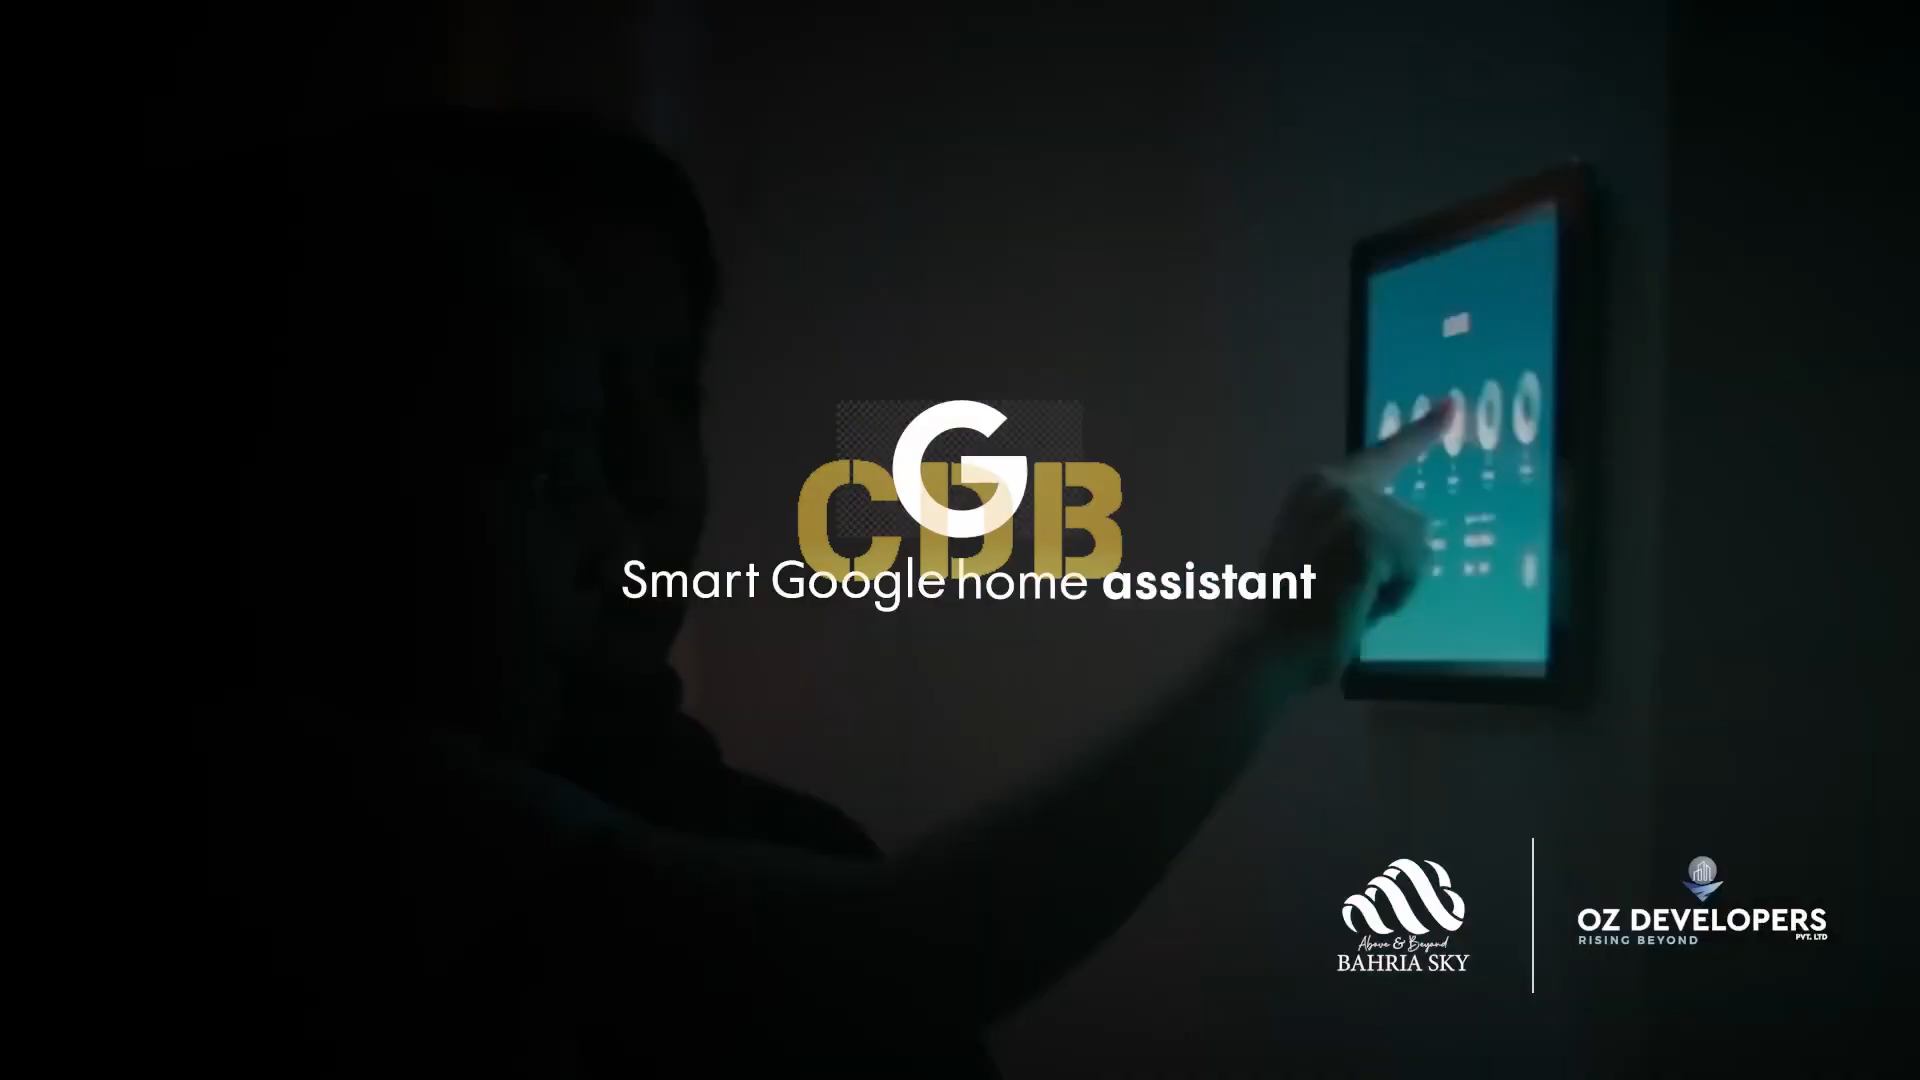 G
CDB
Smart Google home assistant
Above & Beyond
BAHRIA SKY
OZ DEVELOPERS
PVT. LTD
RISING BEYOND